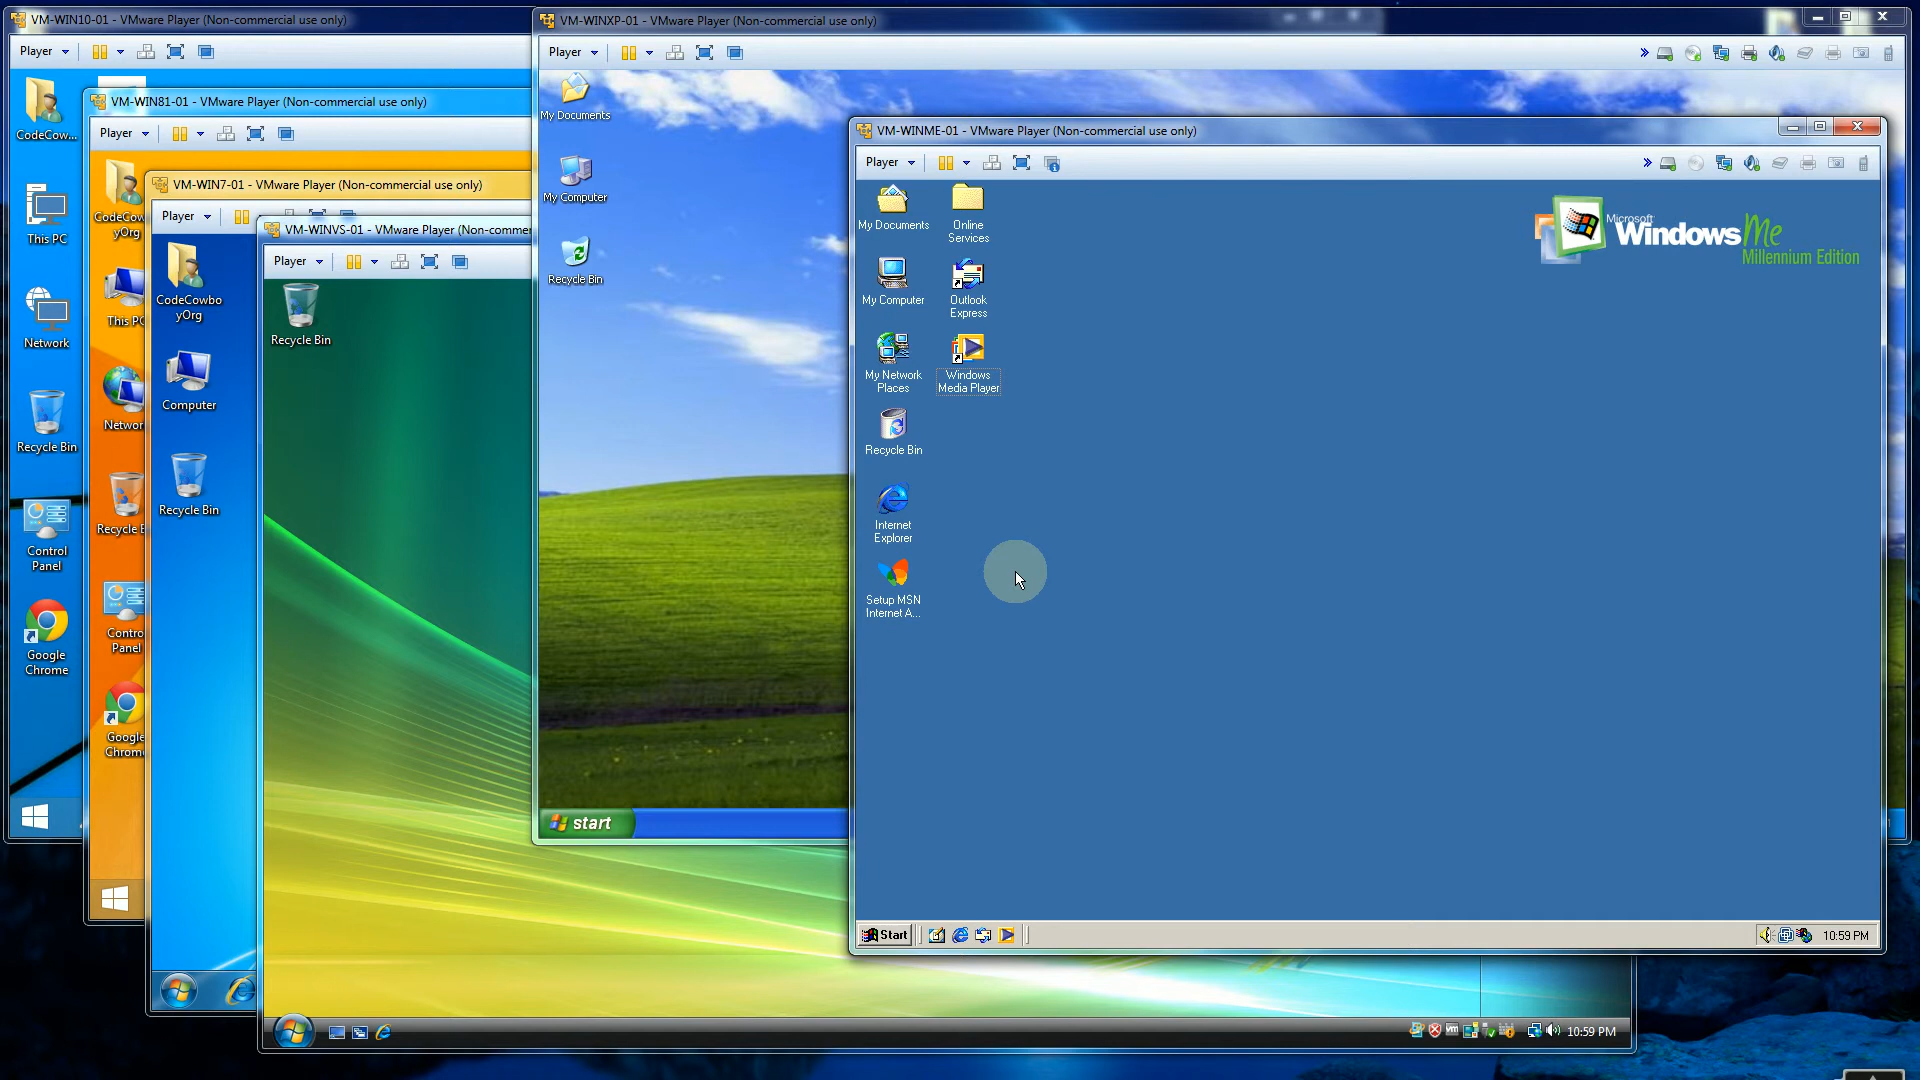 VM-WIN10-01 - VMware Player (Non-commercial use only)
Player
CodeCow...
This PC
Network
Recycle Bin
Control
Panel
Google
Chrome
VM-WIN81-01 - VMware Player (Non-commercial use only)
Player
CodeCow
yOrg
This PC
Networ
Recycle B
Contro
Panel
Google
Chrome
VM-WIN7-01 - VMware Player (Non-commercial use only)
Player
CodeCowbo
yOrg
Computer
Recycle Bin
VM-WINVS-01 - VMware Player (Non-comme
Player
Recycle Bin
10:59 PM
VM-WINXP-01 - VMware Player (Non-commercial use only)
Player
My Documents
My Computer
Recycle Bin
start
VM-WINME-01 - VMware Player (Non-commercial use only)
Player
My Documents
Online
Services
My Computer
Outlook
Express
My Network
Places
Windows
Media Player
Recycle Bin
Internet
Explorer
Setup MSN
Internet A...
Microsoft
Windows Me
Millennium Edition
Start
10:59 PM